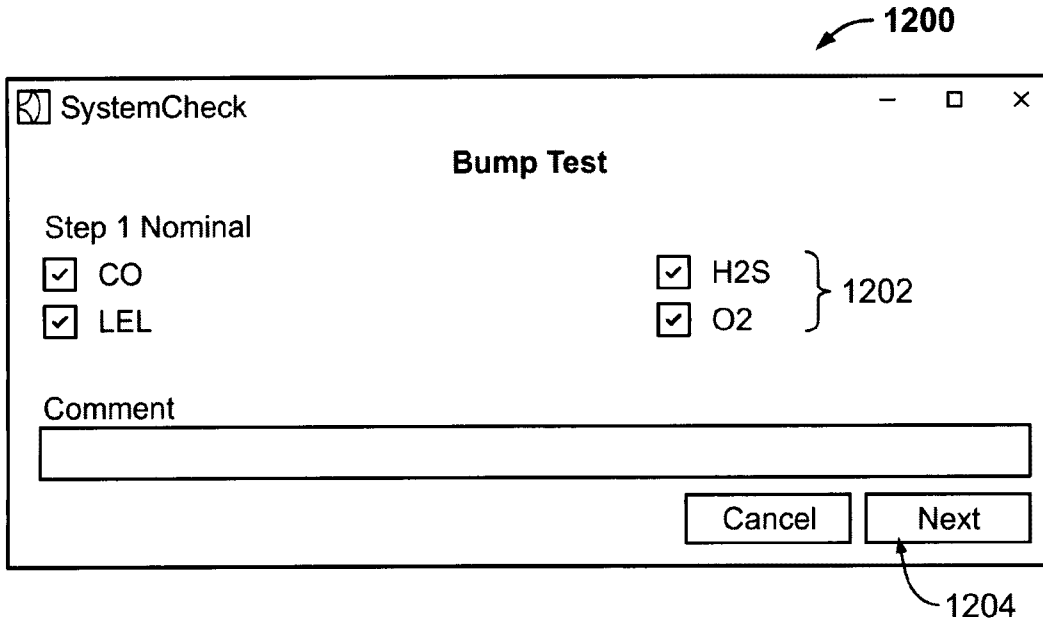 1200
SystemCheck
Bump Test
Step 1 Nominal
CO H2S
LEL O2
1202
Comment
Cancel Next
1204